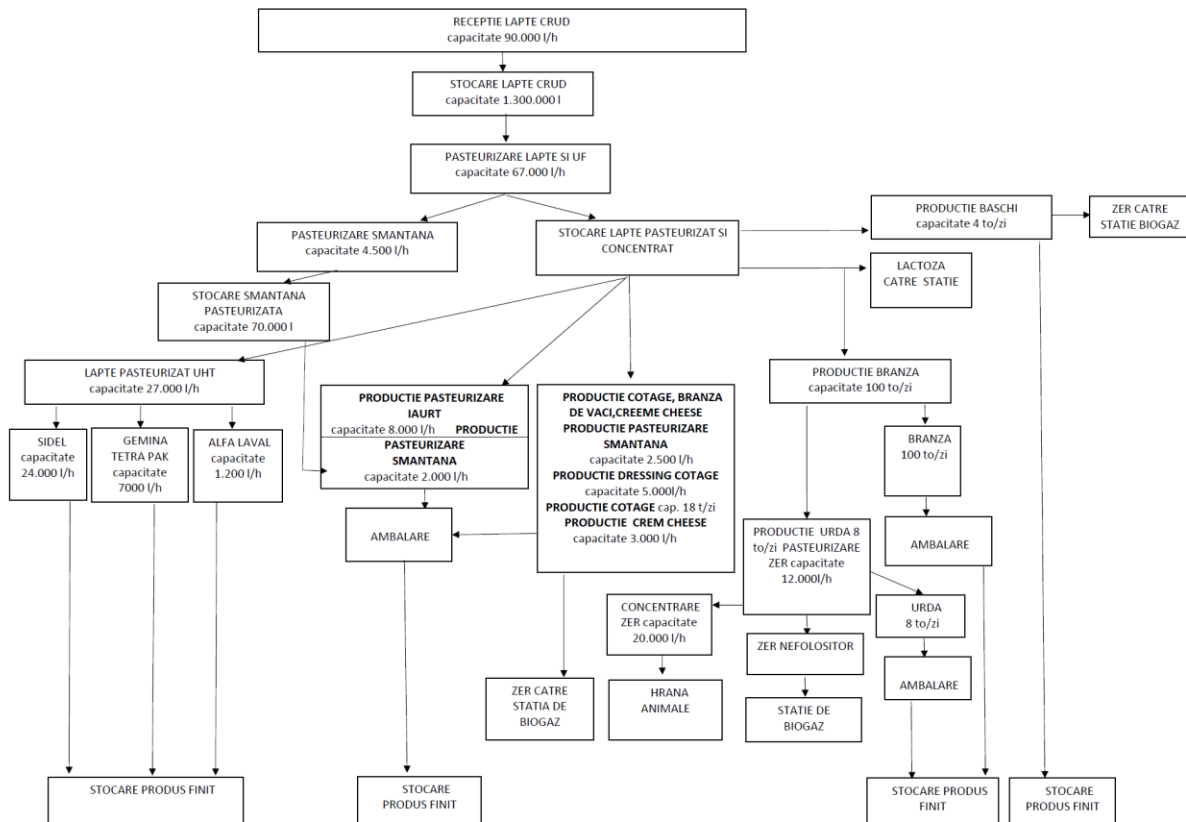 RECEPTIE LAPTE CRUD
capacitate 90.000 l/h
STOCARE LAPTE CRUD
capacitate 1.300.000 l
PASTEURIZARE LAPTE SI UF
capacitate 67.000 l/h
PASTEURIZARE SMANTANA
capacitate 4.500 l/h
STOCARE LAPTE PASTEURIZAT SI
CONCENTRAT
PRODUCTIE BASCHI
capacitate 4 to/zi
ZER CATRE
STATIE BIOGAZ
LACTOZA
CATRE STATIE
STOCARE SMANTANA
PASTEURIZATA
capacitate 70.000 l
LAPTE PASTEURIZAT UHT
capacitate 27.000 l/h
PRODUCTIE BRANZA
capacitate 100 to/zi
SIDEL
capacitate
24.000 l/h
GEMINA
TETRA PAK
capacitate
7000 l/h
ALFA LAVAL
capacitate
1.200 l/h
PRODUCTIE PASTEURIZARE
IAURT
capacitate 8.000 l/h PRODUCTIE
PASTEURIZARE
SMANTANA
capacitate 2.000 l/h
PRODUCTIE COTAGE, BRANZA
DE VACI,CREEME CHEESE
PRODUCTIE PASTEURIZARE
SMANTANA
capacitate 2.500 l/h
PRODUCTIE DRESSING COTAGE
capacitate 5.000l/h
PRODUCTIE COTAGE cap. 18 t/zi
PRODUCTIE CREM CHEESE
capacitate 3.000 l/h
BRANZA
100 to/zi
AMBALARE
PRODUCTIE URDA 8
to/zi PASTEURIZARE
ZER capacitate
12.000l/h
AMBALARE
CONCENTRARE
ZER capacitate
20.000 l/h
URDA
8 to/zi
ZER NEFOLOSITOR
AMBALARE
ZER CATRE
STATIA DE
BIOGAZ
HRANA
ANIMALE
STATIE DE
BIOGAZ
STOCARE PRODUS FINIT
STOCARE
PRODUS FINIT
STOCARE PRODUS
FINIT
STOCARE
PRODUS FINIT